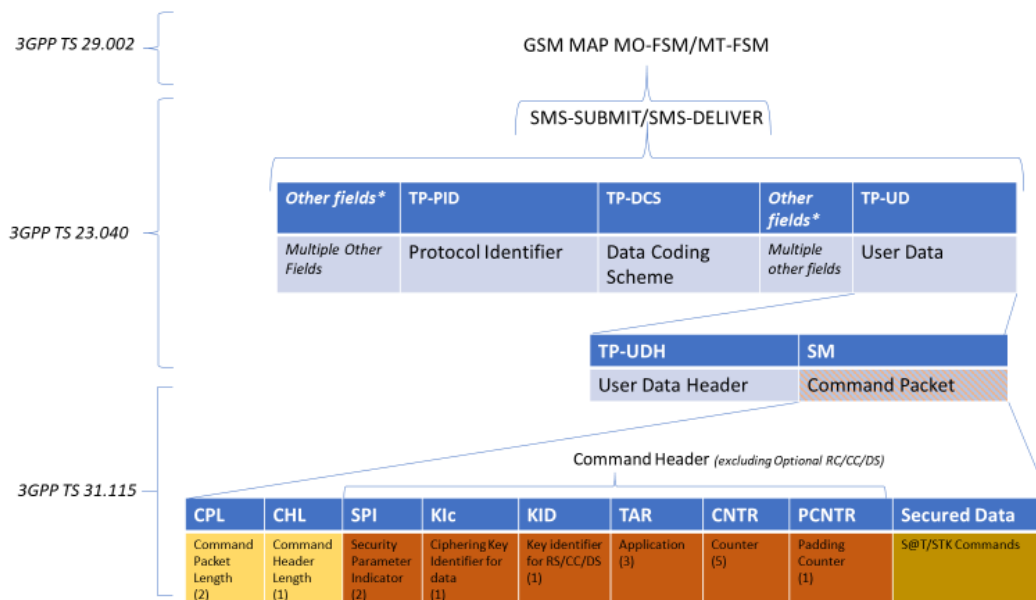 3GPP TS 29.002
GSM MAP MO-FSM/MT-FSM
SMS-SUBMIT/SMS-DELIVER
3GPP TS 23.040
Other fields*
TP-PID
TP-DCS
Other
fields*
TP-UD
Multiple Other
Fields
Protocol Identifier
Data Coding
Scheme
Multiple
other fields
User Data
TP-UDH
SM
User Data Header
Command Packet
3GPP TS 31.115
Command Header (excluding Optional RC/CC/DS)
CPL
CHL
SPI
KIc
KID
TAR
CNTR
PCNTR
Secured Data
Command
Packet
Length
(2)
Command
Header
Length
(1)
Security
Parameter
Indicator
(2)
Ciphering Key
Identifier for
data
(1)
Key identifier
for RS/CC/DS
(1)
Application
(3)
Counter
(5)
Padding
Counter
(1)
S@T/STK Commands